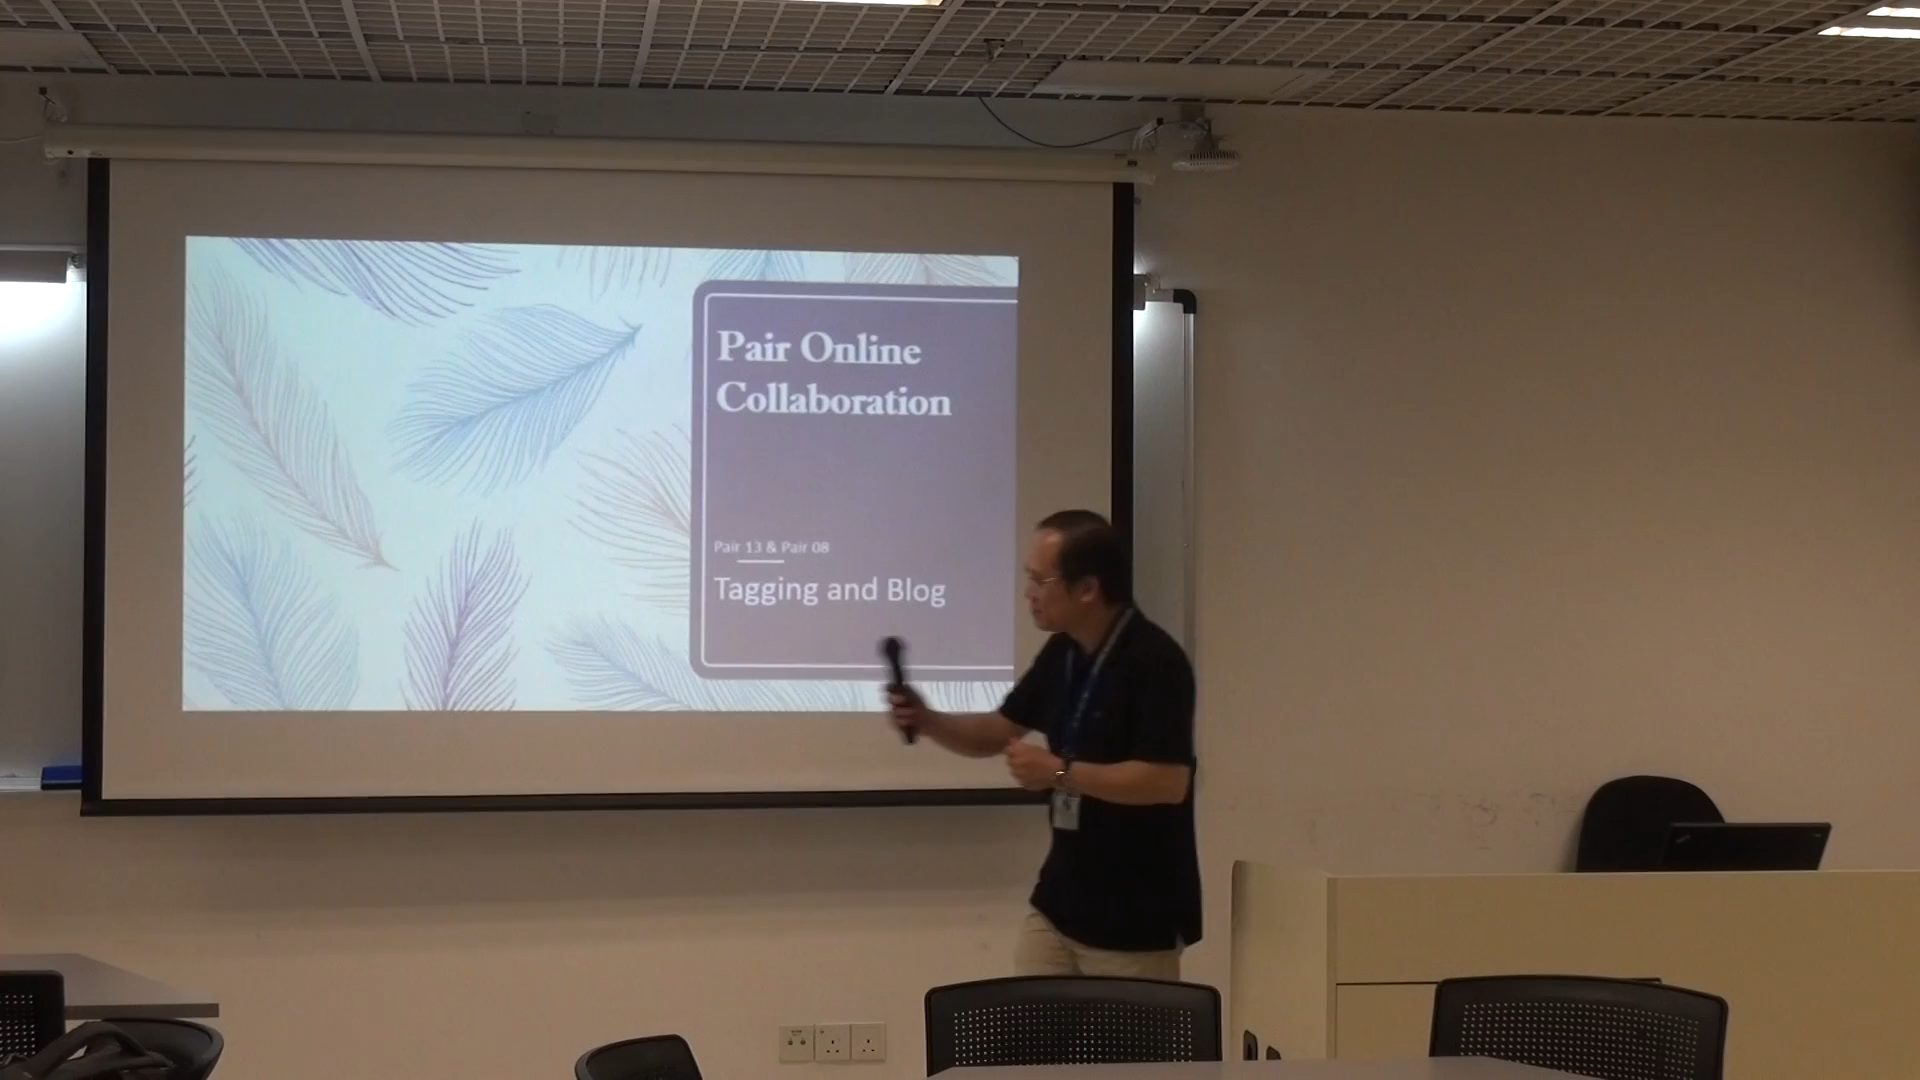 Pair Online
Collaboration
Pair 13 & Pair 08
Tagging and Blog